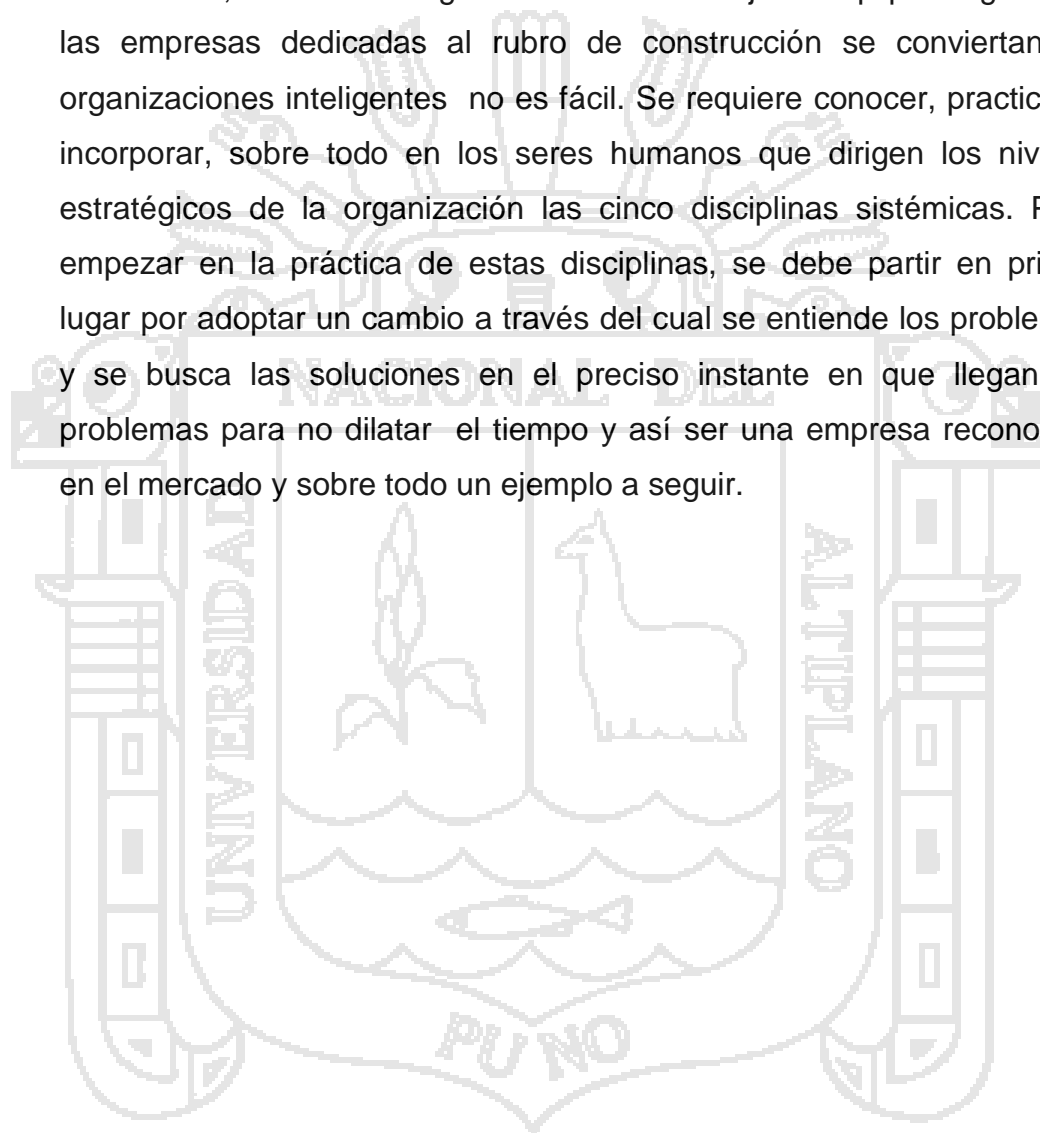 las empresas dedicadas al rubro de construcción se conviertan
organizaciones inteligentes no es fácil. Se requiere conocer, practic
incorporar, sobre todo en los seres humanos que dirigen los niv
estratégicos de la organización las cinco disciplinas sistémicas.
empezar en la práctica de estas disciplinas, se debe partir en pri
lugar por adoptar un cambio a través del cual se entiende los proble
y se busca las soluciones en el preciso instante en que llegan
problemas para no dilatar el tiempo y así ser una empresa recono
en el mercado y sobre todo un ejemplo a seguir.
NACIONAL DEL
UNIVERSIDAD
ALTIPLANO
PUNO